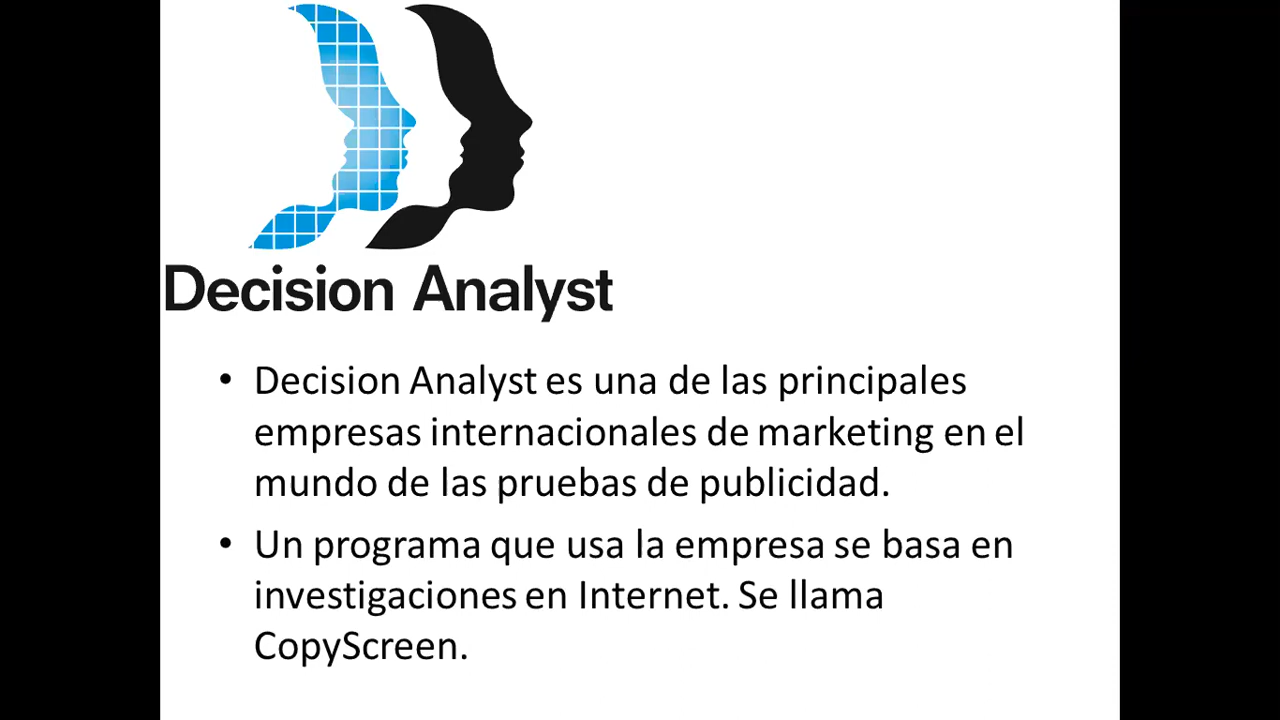 Decision Analyst
• Decision Analyst es una de las principales
empresas internacionales de marketing en el
mundo de las pruebas de publicidad.
• Un programa que usa la empresa se basa en
investigaciones en Internet. Se llama
CopyScreen.